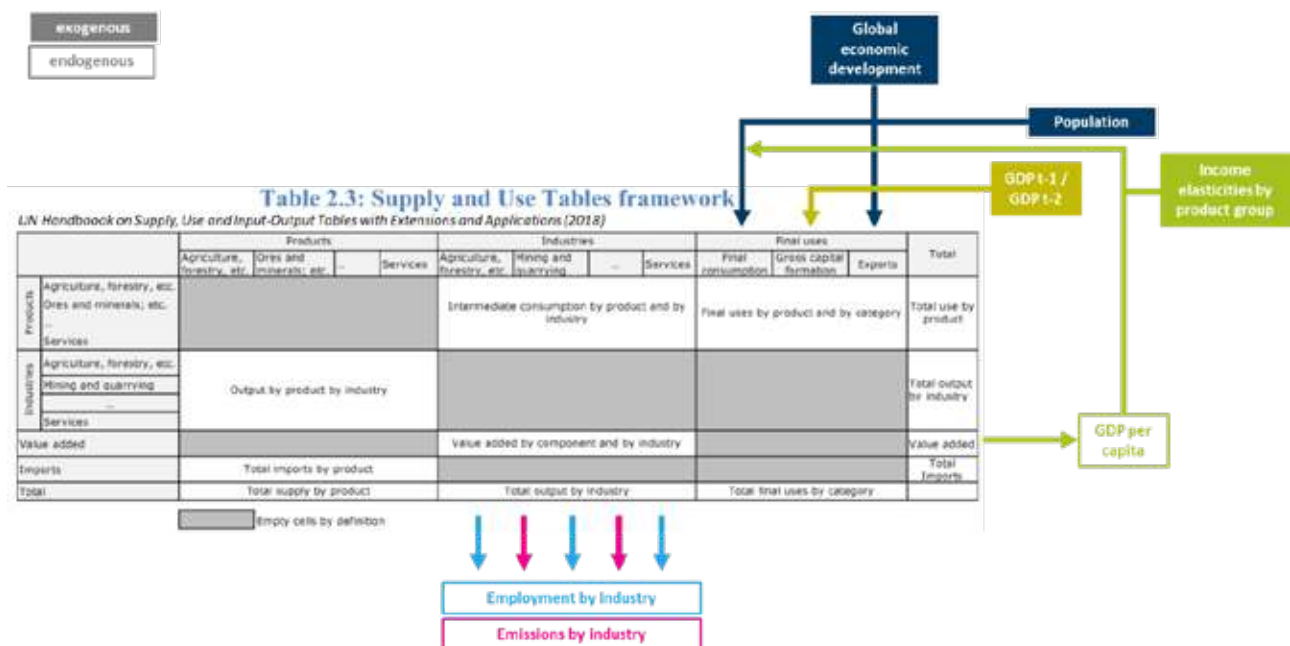 exogenous
endogenous
Global
economic
development
Population
GDP t-1 /
GDP t-2
Income
elasticities by
product group
Table 2.3: Supply and Use Tables framework
UN Handboock on Supply, Use and Input-Output Tables with Extensions and Applications (2018)
Products Industries Final uses Total
Agriculture, forestry, etc. Ores and minerals; etc. ... Services Agriculture, forestry, etc. Mining and quarrying ... Services Final consumption Gross capital formation Exports
Products
Agriculture, forestry, etc.
Ores and minerals; etc.
...
Services
Intermediate consumption by product and by
industry
Final uses by product and by category
Total use by
product
Industries
Agriculture, forestry, etc.
Mining and quarrying
...
Services
Output by product by industry
Total output
by industry
Value added Value added by component and by industry Value added
Imports Total imports by product Total Imports
Total Total supply by product Total output by industry Total final uses by category
Empty cells by definition
GDP per
capita
Employment by Industry
Emissions by industry